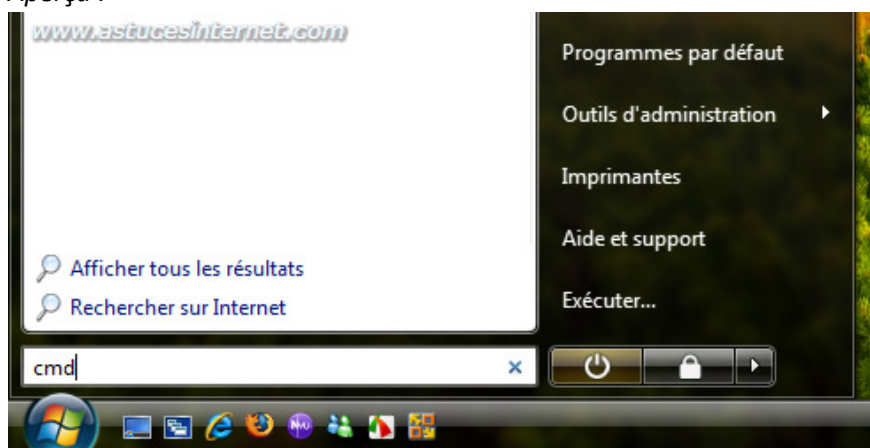 Aperçu :
www.astucesinternet.com
Programmes par défaut
Outils d'administration
Imprimantes
Aide et support
Exécuter...
Afficher tous les résultats
Rechercher sur Internet
cmd